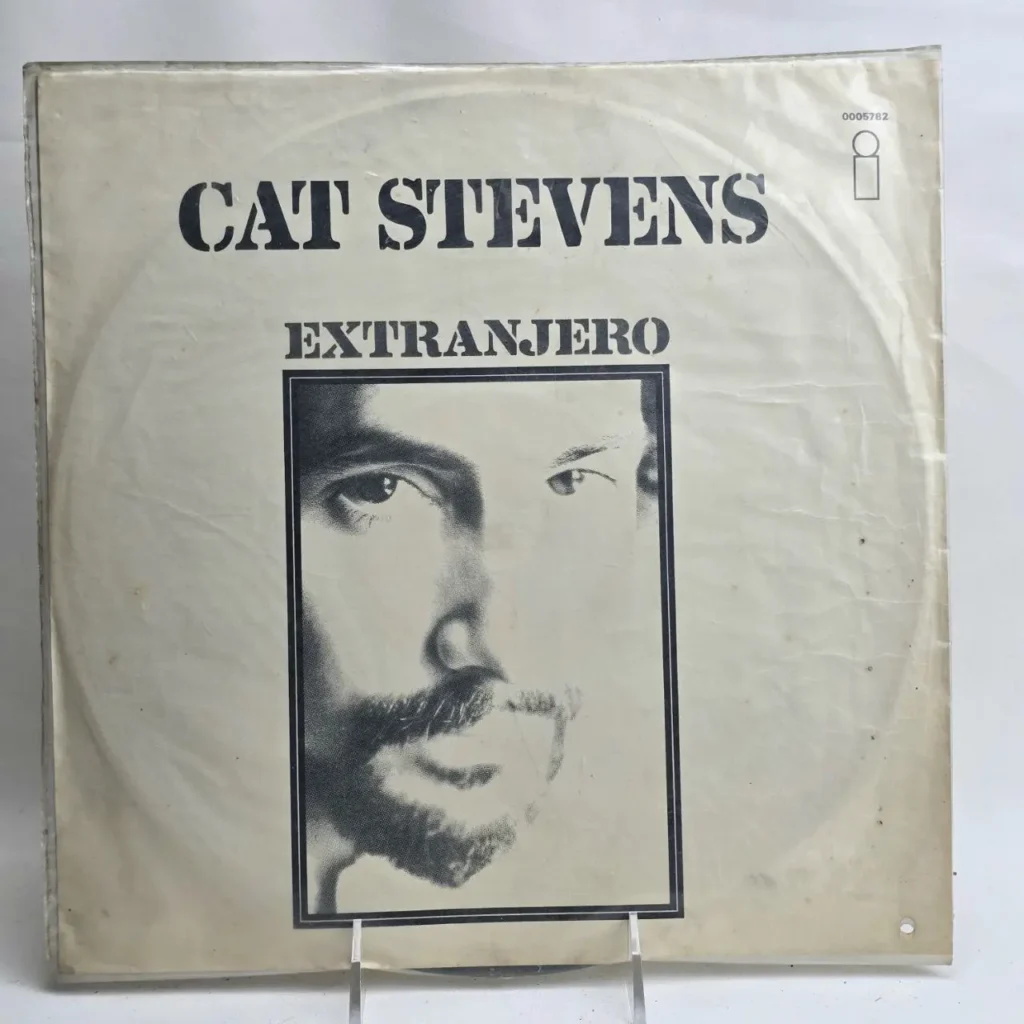 0005782
CAT STEVENS
EXTRANJERO